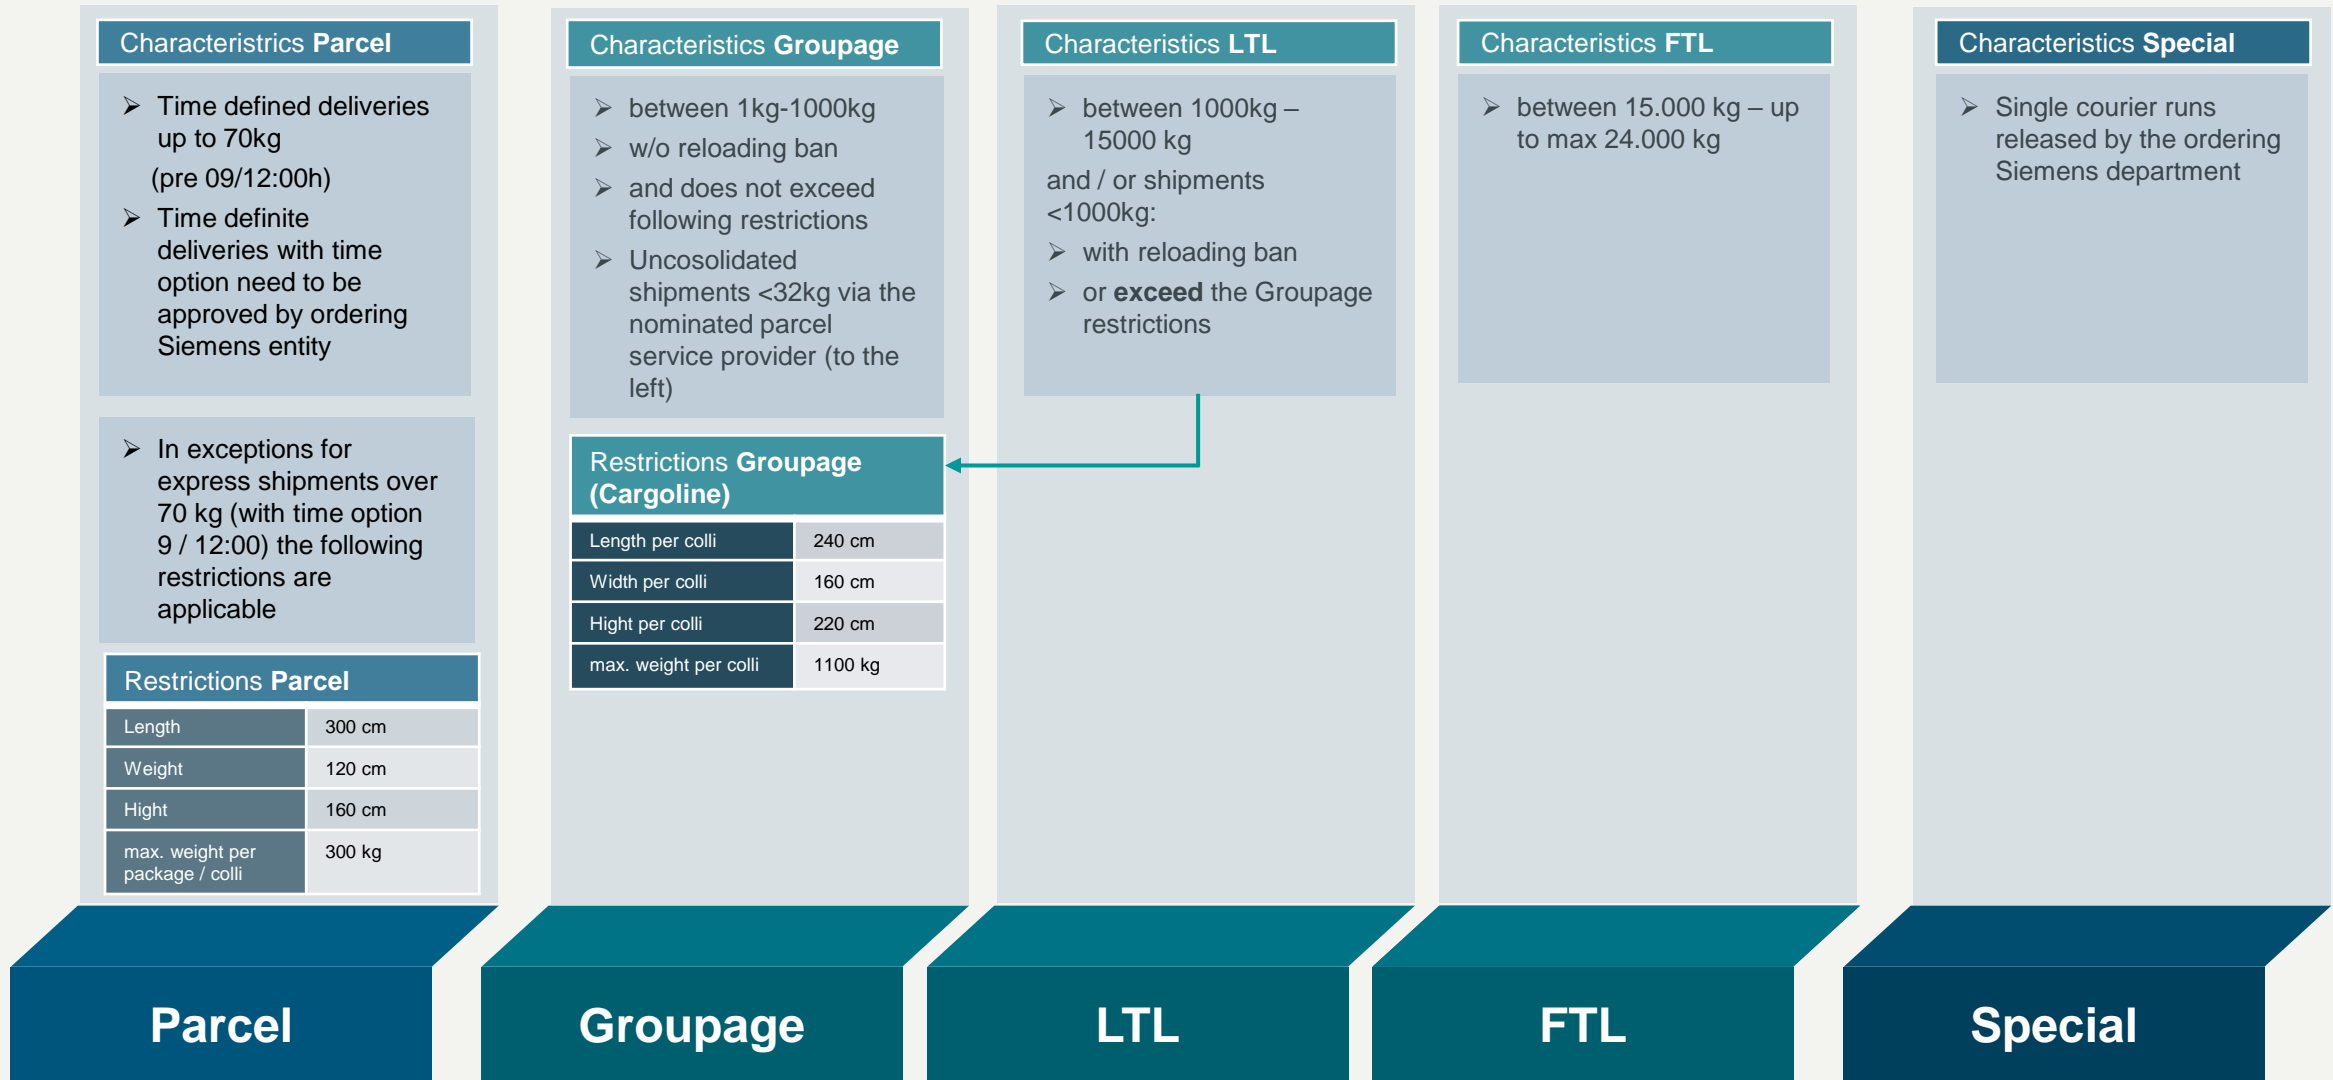 Characteristrics Parcel
➢ Time defined deliveries
up to 70kg
(pre 09/12:00h)
➢ Time definite
deliveries with time
option need to be
approved by ordering
Siemens entity
➢ In exceptions for
express shipments over
70 kg (with time option
9 / 12:00) the following
restrictions are
applicable
Restrictions Parcel
Length 300 cm
Weight 120 cm
Hight 160 cm
max. weight per 300 kg
package / colli
Parcel
Characteristics Groupage
➢ between 1kg-1000kg
➢ w/o reloading ban
➢ and does not exceed
following restrictions
➢ Uncosolidated
shipments <32kg via the
nominated parcel
service provider (to the
left)
Restrictions Groupage
(Cargoline)
Length per colli 240 cm
Width per colli 160 cm
Hight per colli 220 cm
max. weight per colli 1100 kg
Groupage
Characteristics LTL
➢ between 1000kg –
15000 kg
and / or shipments
<1000kg:
➢ with reloading ban
➢ or exceed the Groupage
restrictions
LTL
Characteristics FTL
➢ between 15.000 kg – up
to max 24.000 kg
FTL
Characteristics Special
➢ Single courier runs
released by the ordering
Siemens department
Special